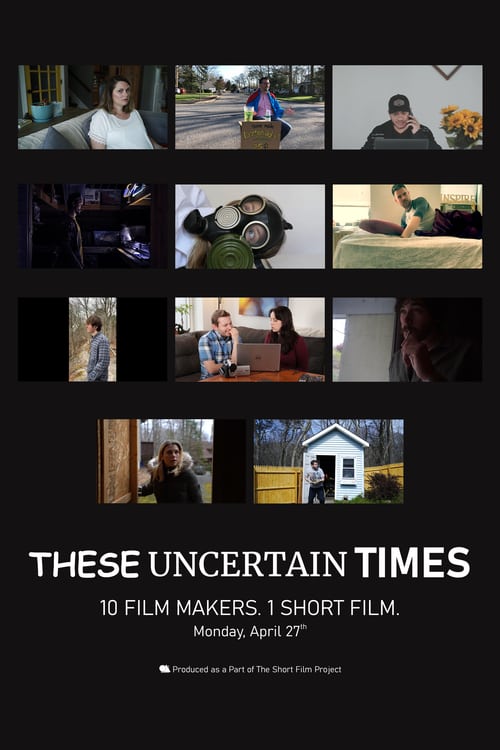 INSPIRE
THESE UNCERTAIN TIMES
10 FILM MAKERS. 1 SHORT FILM.
Monday, April 27th
Produced as a Part of The Short Film Project